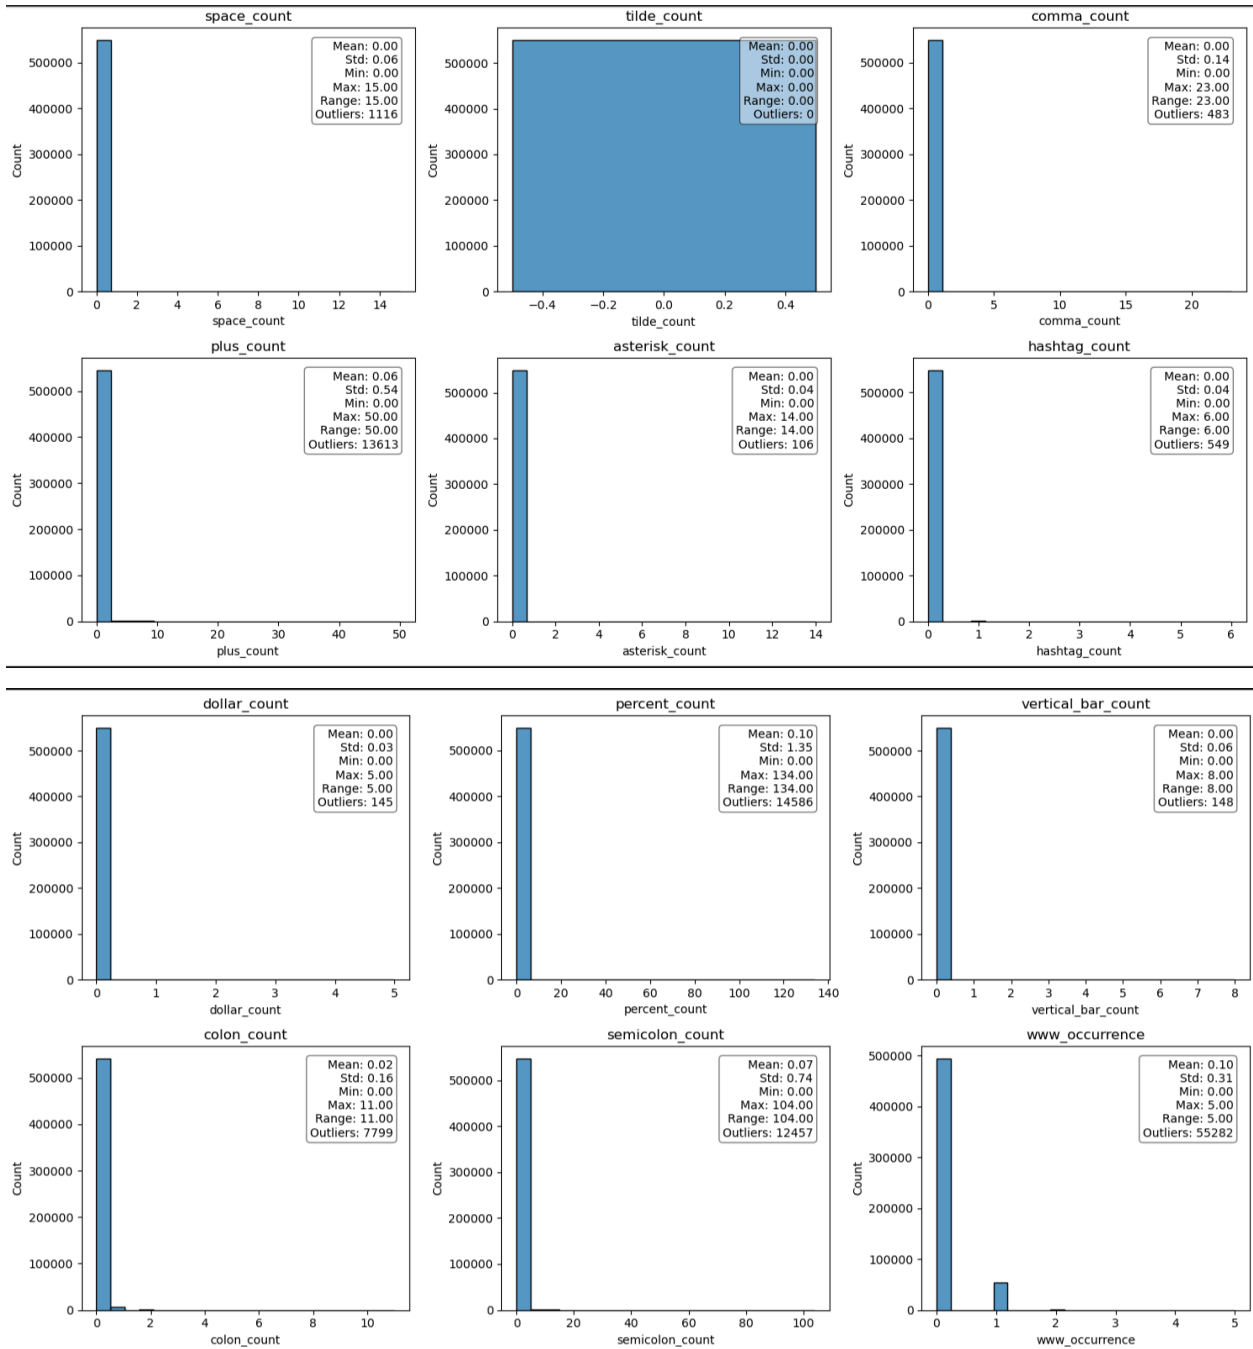 space_count
Mean: 0.00
Std: 0.06
Min: 0.00
Max: 15.00
Range: 15.00
Outliers: 1116
500000
400000
300000
200000
100000
0
Count
0 2 4 6 8 10 12 14
space_count
tilde_count
Mean: 0.00
Std: 0.00
Min: 0.00
Max: 0.00
Range: 0.00
Outliers: 0
500000
400000
300000
200000
100000
0
Count
−0.4 −0.2 0.0 0.2 0.4
tilde_count
comma_count
Mean: 0.00
Std: 0.14
Min: 0.00
Max: 23.00
Range: 23.00
Outliers: 483
500000
400000
300000
200000
100000
0
Count
0 5 10 15 20
comma_count
plus_count
Mean: 0.06
Std: 0.54
Min: 0.00
Max: 50.00
Range: 50.00
Outliers: 13613
500000
400000
300000
200000
100000
0
Count
0 10 20 30 40 50
plus_count
asterisk_count
Mean: 0.00
Std: 0.04
Min: 0.00
Max: 14.00
Range: 14.00
Outliers: 106
500000
400000
300000
200000
100000
0
Count
0 2 4 6 8 10 12 14
asterisk_count
hashtag_count
Mean: 0.00
Std: 0.04
Min: 0.00
Max: 6.00
Range: 6.00
Outliers: 549
500000
400000
300000
200000
100000
0
Count
0 1 2 3 4 5 6
hashtag_count
dollar_count
Mean: 0.00
Std: 0.03
Min: 0.00
Max: 5.00
Range: 5.00
Outliers: 145
500000
400000
300000
200000
100000
0
Count
0 1 2 3 4 5
dollar_count
percent_count
Mean: 0.10
Std: 1.35
Min: 0.00
Max: 134.00
Range: 134.00
Outliers: 14586
500000
400000
300000
200000
100000
0
Count
0 20 40 60 80 100 120 140
percent_count
vertical_bar_count
Mean: 0.00
Std: 0.06
Min: 0.00
Max: 8.00
Range: 8.00
Outliers: 148
500000
400000
300000
200000
100000
0
Count
0 1 2 3 4 5 6 7 8
vertical_bar_count
colon_count
Mean: 0.02
Std: 0.16
Min: 0.00
Max: 11.00
Range: 11.00
Outliers: 7799
500000
400000
300000
200000
100000
0
Count
0 2 4 6 8 10
colon_count
semicolon_count
Mean: 0.07
Std: 0.74
Min: 0.00
Max: 104.00
Range: 104.00
Outliers: 12457
500000
400000
300000
200000
100000
0
Count
0 20 40 60 80 100
semicolon_count
www_occurrence
Mean: 0.10
Std: 0.31
Min: 0.00
Max: 5.00
Range: 5.00
Outliers: 55282
500000
400000
300000
200000
100000
0
Count
0 1 2 3 4 5
www_occurrence